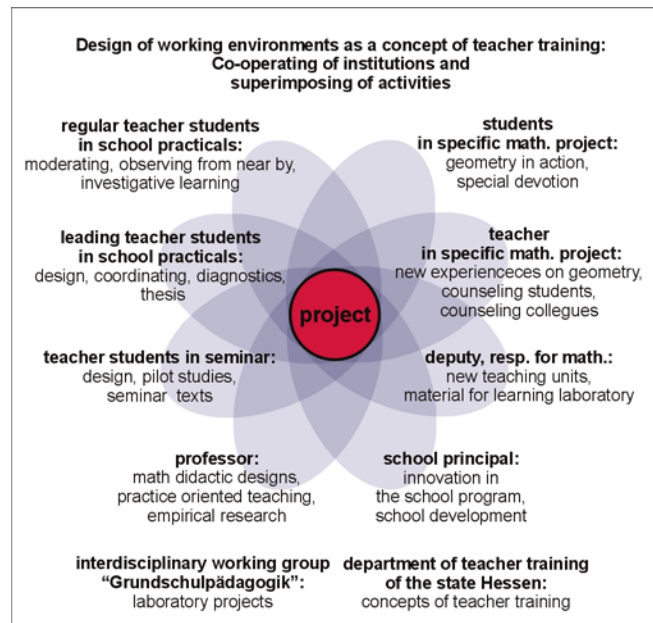 Design of working environments as a concept of teacher training:
Co-operating of institutions and
superimposing of activities
regular teacher students
in school practicals:
moderating, observing from near by,
investigative learning
students
in specific math. project:
geometry in action,
special devotion
leading teacher students
in school practicals:
design, coordinating, diagnostics,
thesis
teacher
in specific math. project:
new experienceces on geometry,
counseling students,
counseling collegues
project
teacher students in seminar:
design, pilot studies,
seminar texts
deputy, resp. for math.:
new teaching units,
material for learning laboratory
professor:
math didactic designs,
practice oriented teaching,
empirical research
school principal:
innovation in
the school program,
school development
interdisciplinary working group
“Grundschulpädagogik”:
laboratory projects
department of teacher training
of the state Hessen:
concepts of teacher training